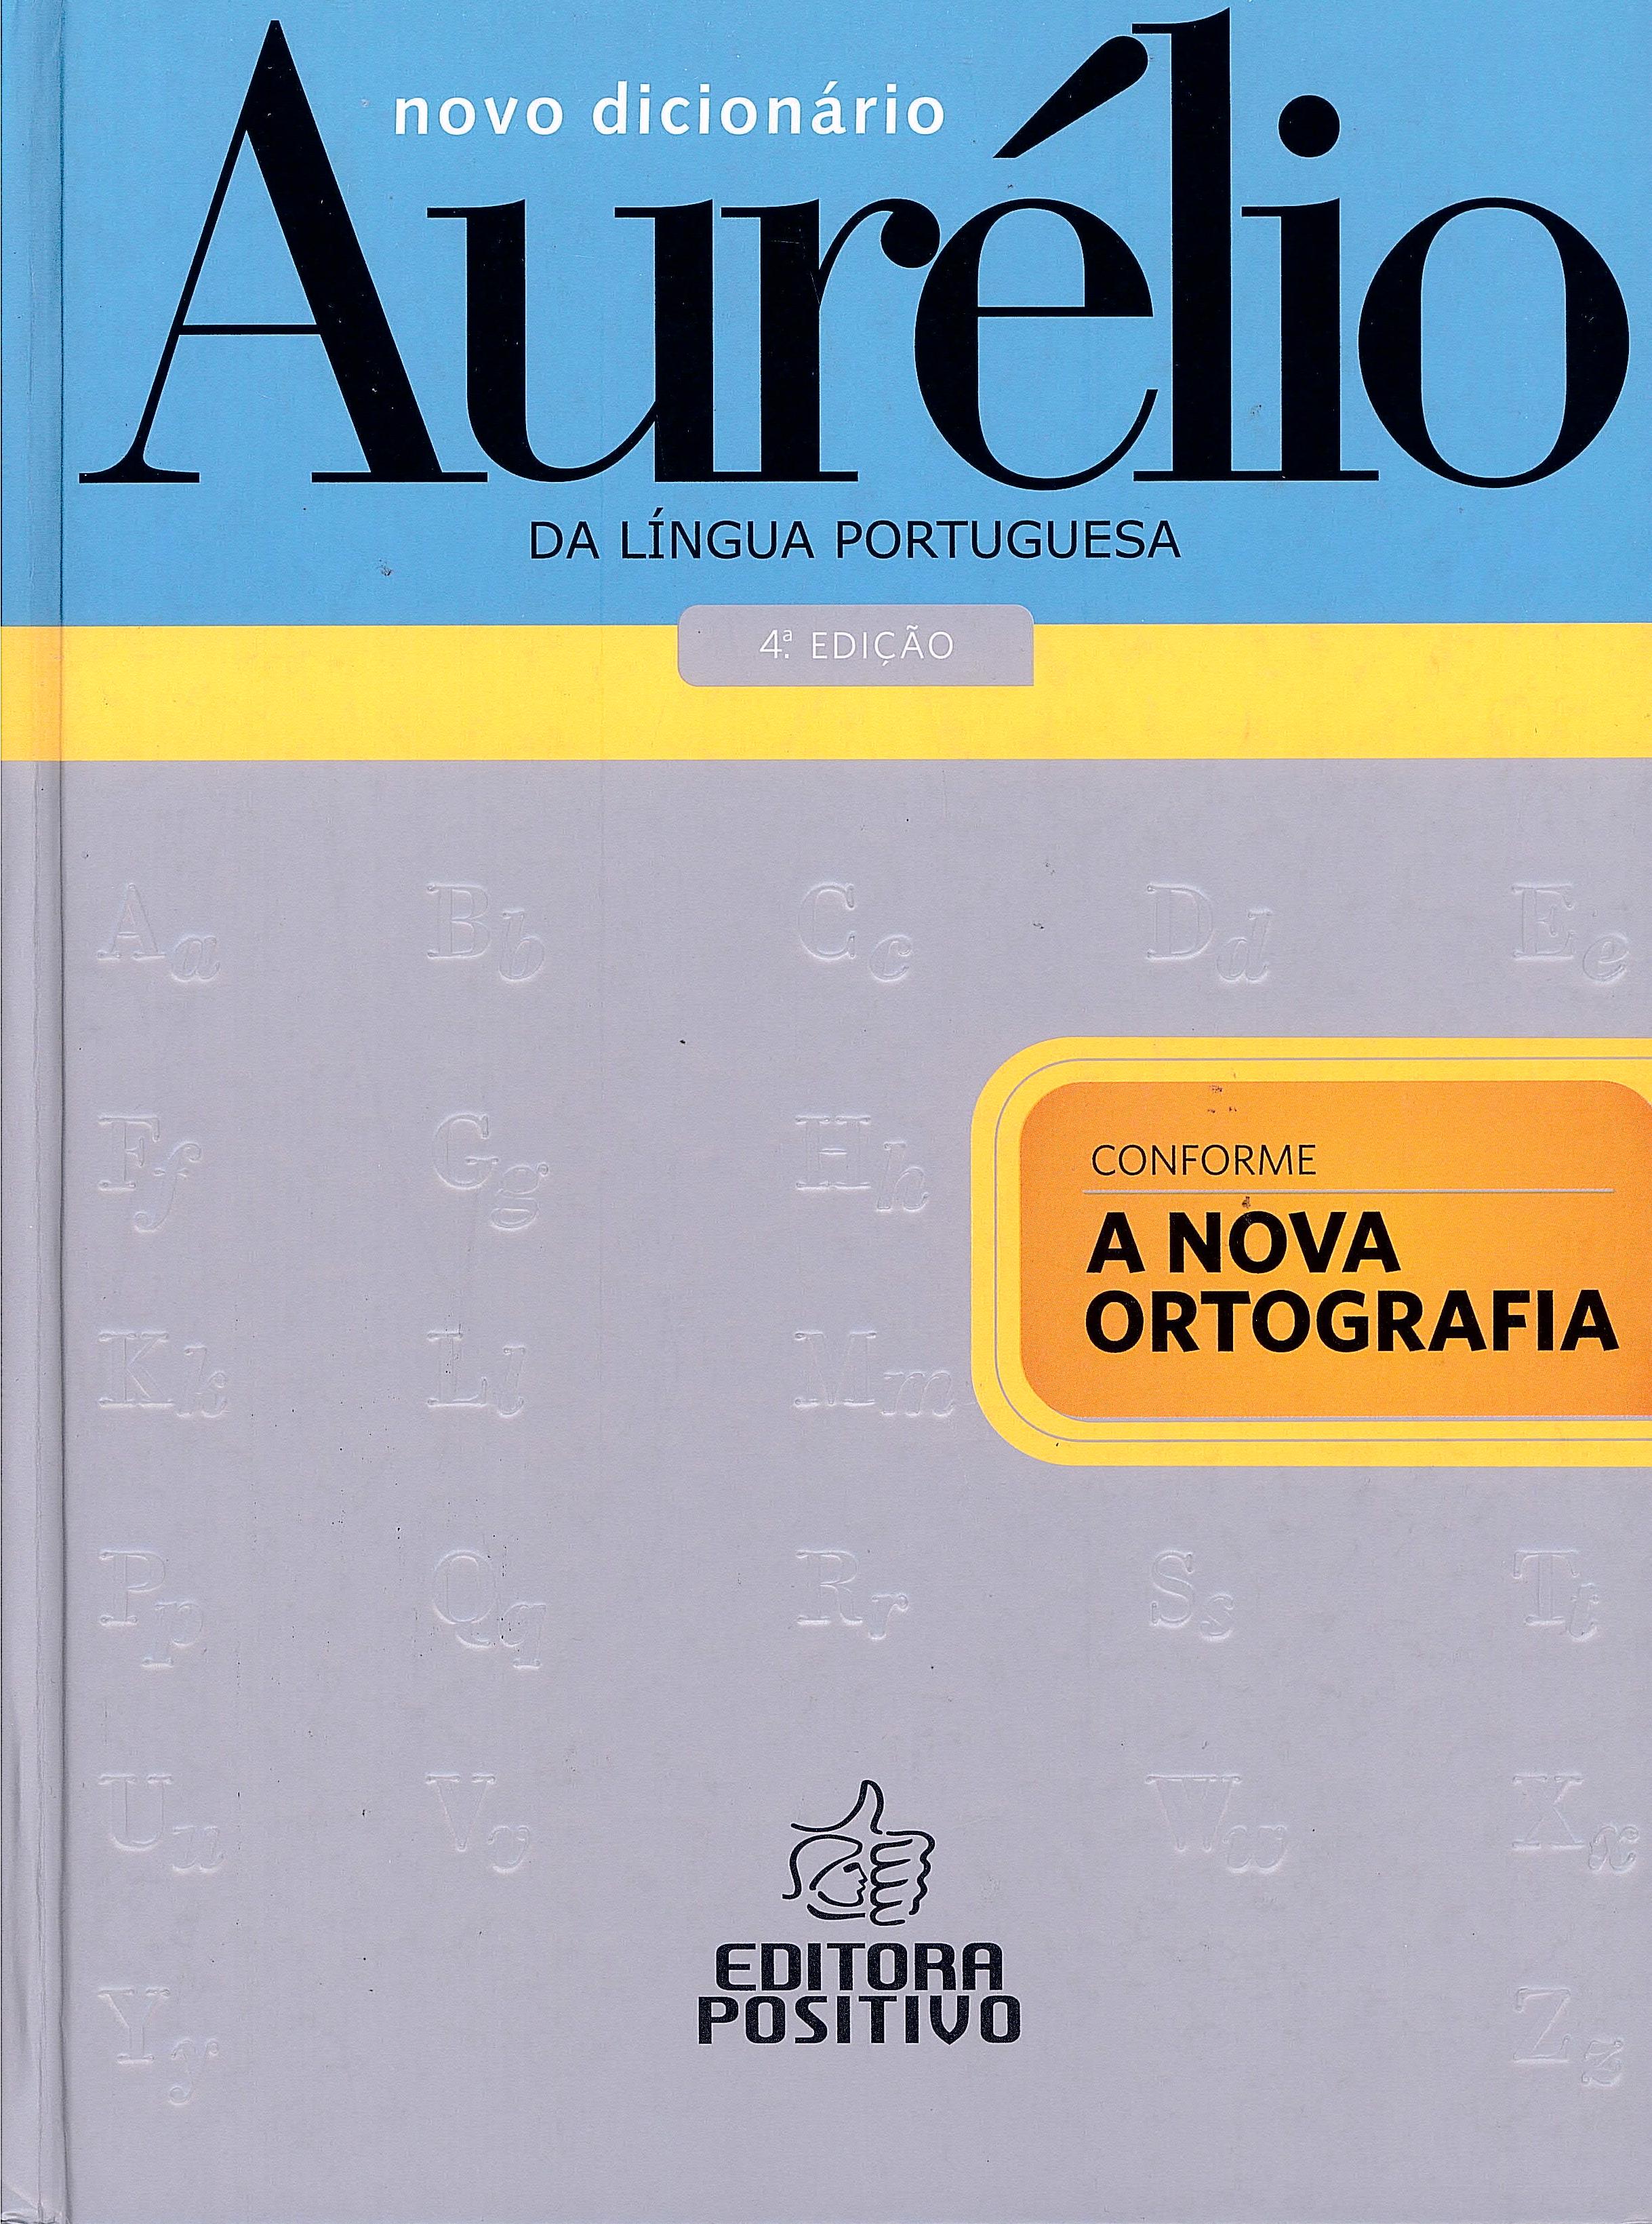 novo dicionário
Aurélio
DA LÍNGUA PORTUGUESA
4ª. EDIÇÃO
Aa Bb Cc Dd Ee
Ff Gg Hh
CONFORME
A NOVA
ORTOGRAFIA
Kk Ll Mm
Pp Qq Rr Ss Tt
Uu Vv Ww Xx
EDITORA
POSITIVO
Yy Zz